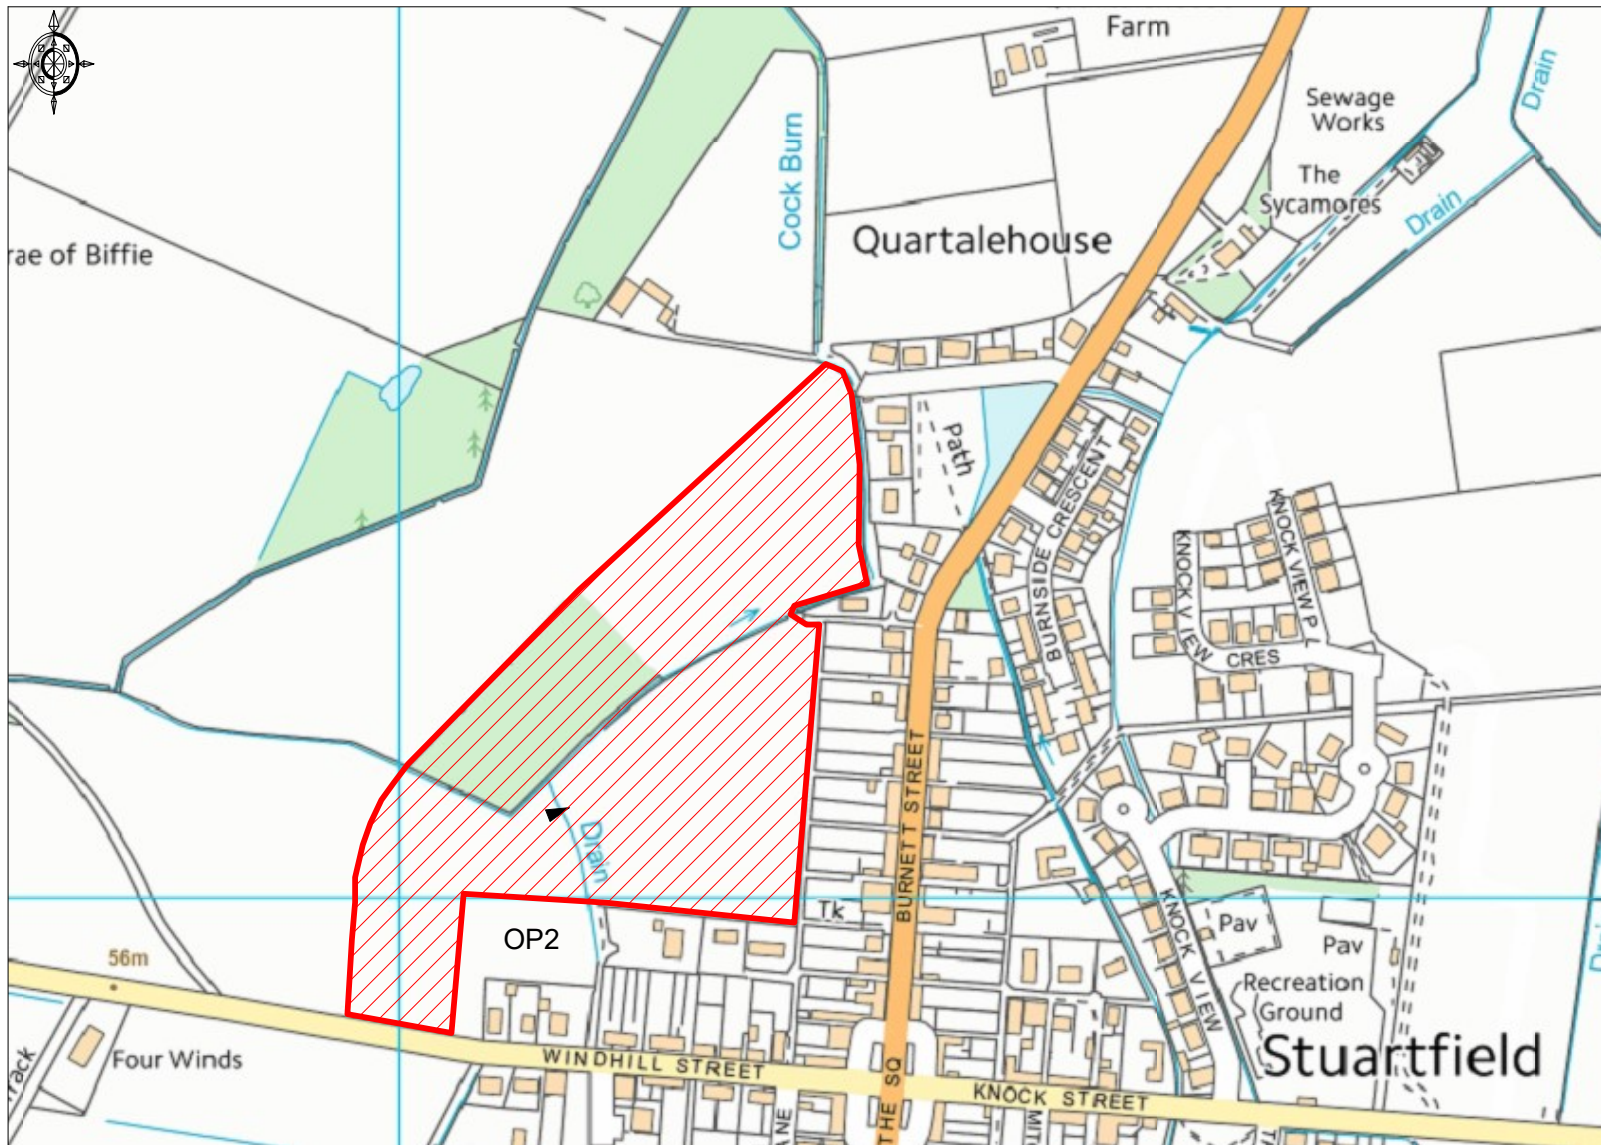 Farm
Sewage
Works
Drain
The
Sycamores
Drain
Cock Burn
Quartalehouse
rae of Biffie
Path
BURNSIDE CRESCENT
KNOCK VIEW PL
KNOCK VIEW CRES
BURNETT STREET
Drain
Tk
OP2
Pav
Pav
KNOCK VIEW
Recreation
Ground
56m
Four Winds
Stuartfield
WINDHILL STREET
KNOCK STREET
THE SQ